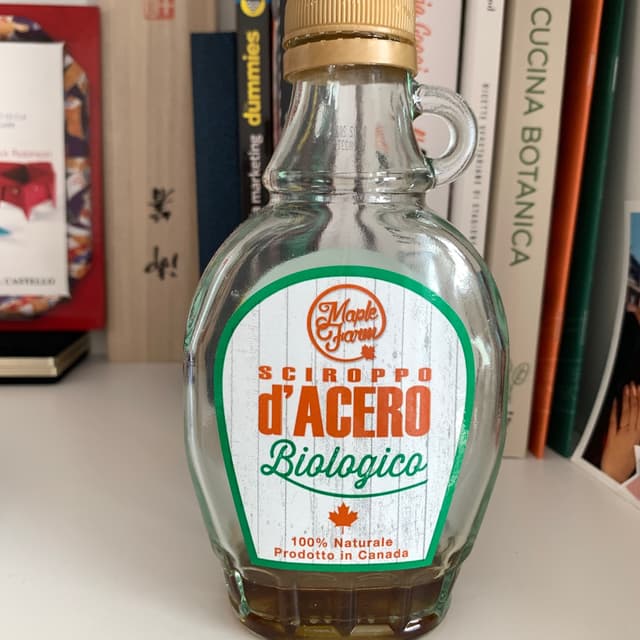 Maple
Farm
SCIROPPO
d'ACERO
Biologico
100% Naturale
Prodotto in Canada
CUCINA BOTANICA
marketing
dummies
CASTELLO